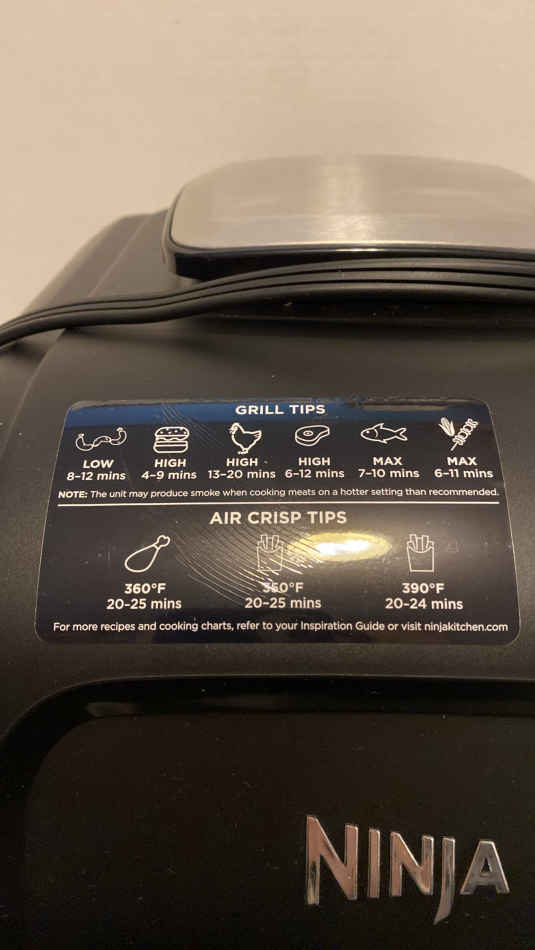 GRILL TIPS
LOW HIGH HIGH HIGH MAX MAX
8-12 mins 4-9 mins 13-20 mins 6-12 mins 7-10 mins 6-11 mins
NOTE: The unit may produce smoke when cooking meats on a hotter setting than recommended.
AIR CRISP TIPS
360°F 360°F 390°F
20-25 mins 20-25 mins 20-24 mins
For more recipes and cooking charts, refer to your Inspiration Guide or visit ninjakitchen.com
NINJA